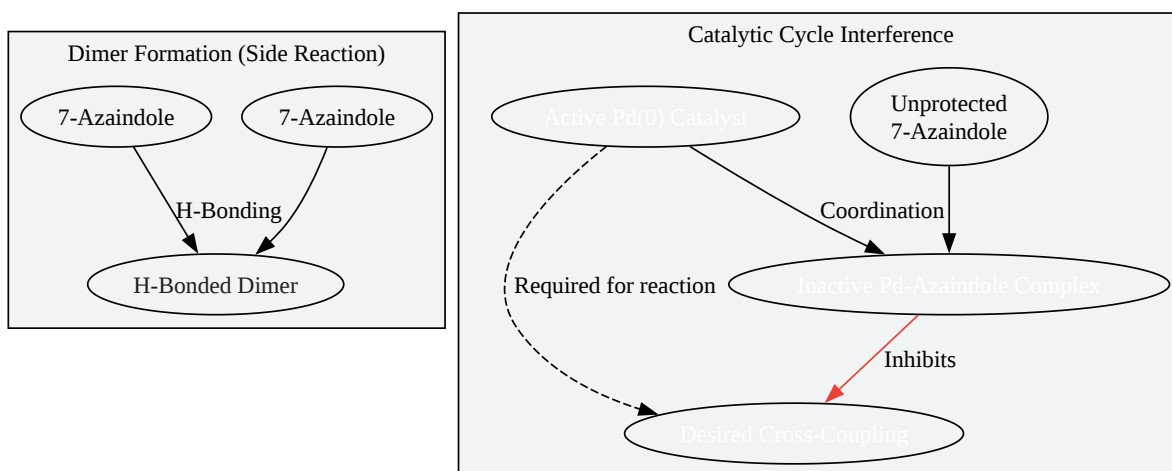 Dimer Formation (Side Reaction)
7-Azaindole
7-Azaindole
H-Bonding
H-Bonded Dimer
Catalytic Cycle Interference
Active Pd(0) Catalyst
Unprotected
7-Azaindole
Coordination
Required for reaction
Inactive Pd-Azaindole Complex
Inhibits
Desired Cross-Coupling